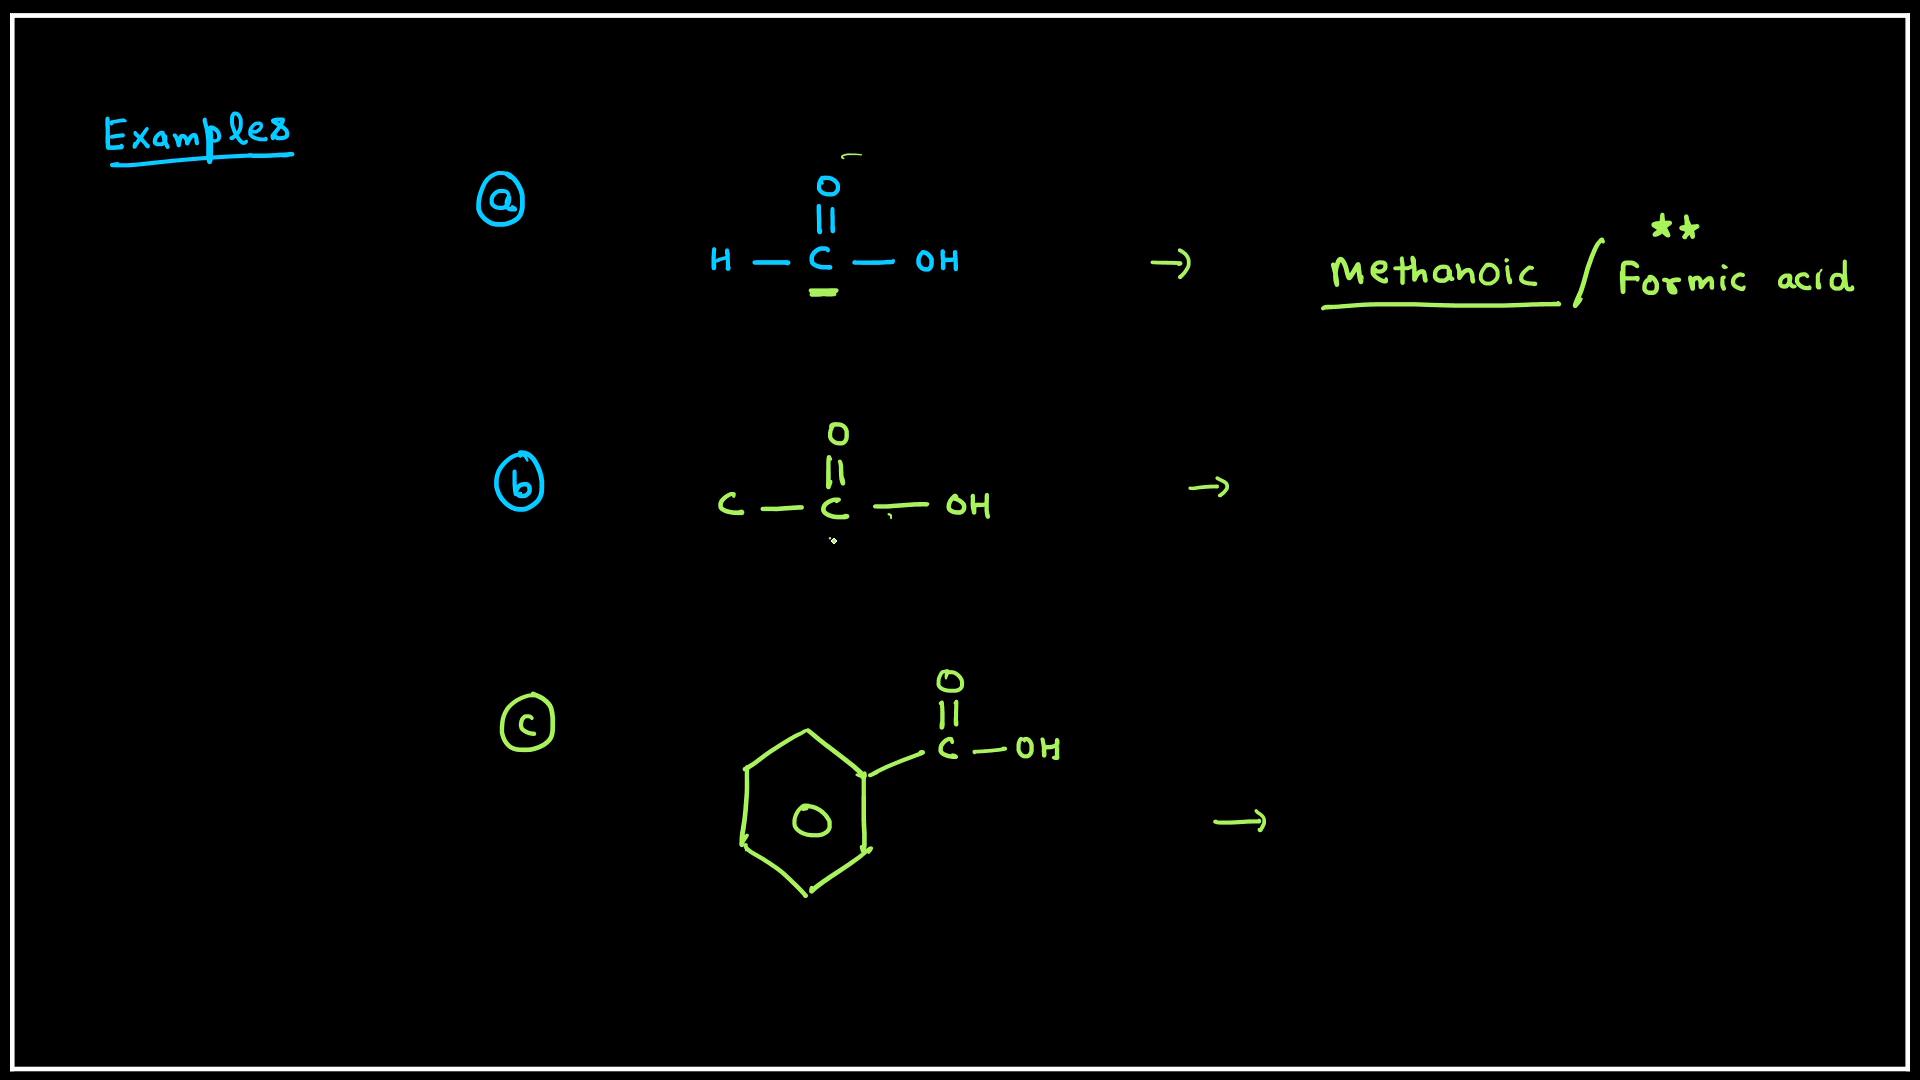 Examples
a
O
H — C — OH → Methanoic / Formic acid
**
b
O
C — C — OH →
c
O
C — OH
→